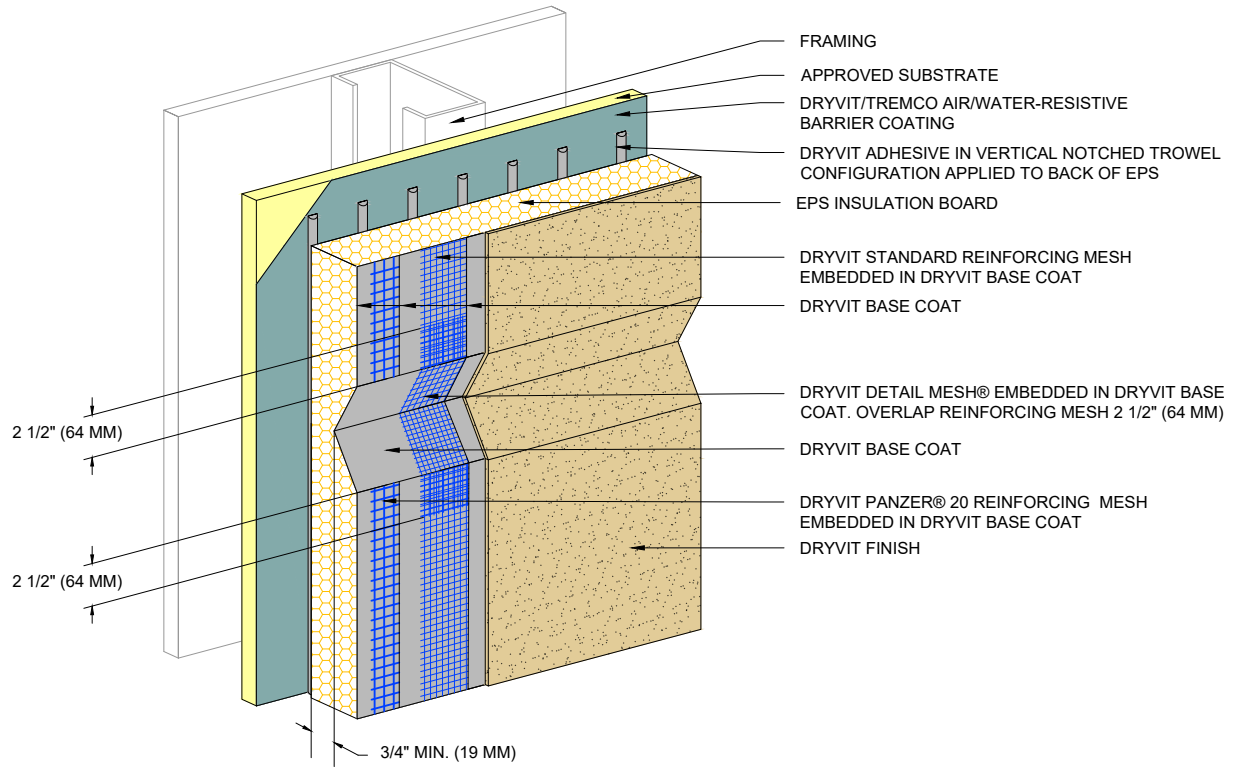 FRAMING
APPROVED SUBSTRATE
DRYVIT/TREMCO AIR/WATER-RESISTIVE
BARRIER COATING
DRYVIT ADHESIVE IN VERTICAL NOTCHED TROWEL
CONFIGURATION APPLIED TO BACK OF EPS
EPS INSULATION BOARD
DRYVIT STANDARD REINFORCING MESH
EMBEDDED IN DRYVIT BASE COAT
DRYVIT BASE COAT
DRYVIT DETAIL MESH® EMBEDDED IN DRYVIT BASE
COAT. OVERLAP REINFORCING MESH 2 1/2" (64 MM)
DRYVIT BASE COAT
DRYVIT PANZER® 20 REINFORCING  MESH
EMBEDDED IN DRYVIT BASE COAT
DRYVIT FINISH
2 1/2" (64 MM)
2 1/2" (64 MM)
3/4" MIN. (19 MM)